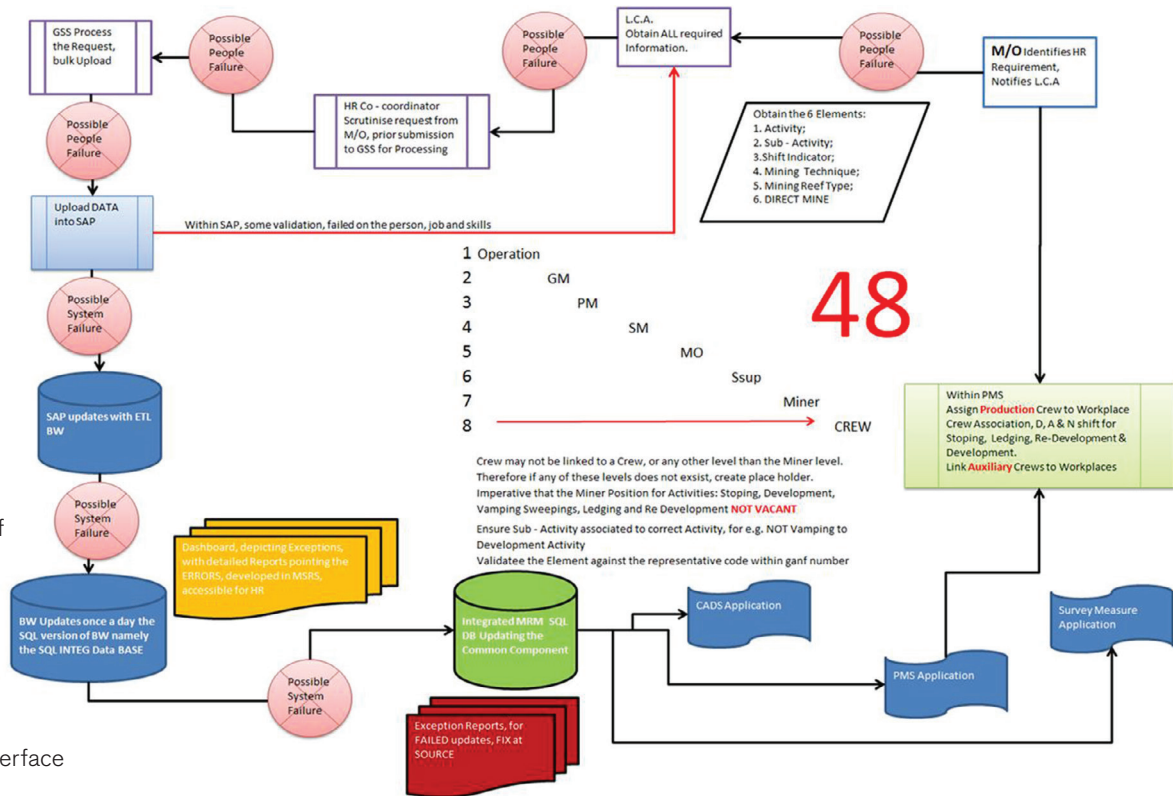 GSS Process
the Request,
bulk Upload
Possible
People
Failure
Possible
People
Failure
L.C.A.
Obtain ALL required
Information.
Possible
People
Failure
M/O Identifies HR
Requirement,
Notifies L.C.A
HR Co - coordinator
Scrutinise request from
M/O, prior submission
to GSS for Processing
Obtain the 6 Elements:
1. Activity;
2. Sub - Activity;
3.Shift Indicator;
4. Mining Technique;
5. Mining Reef Type;
6. DIRECT MINE
Possible
People
Failure
Upload DATA
into SAP
Within SAP, some validation, failed on the person, job and skills
1 Operation
2 GM
3 PM
4 SM
5 MO
6 Ssup
7 Miner
8 CREW
48
Possible
System
Failure
SAP updates with ETL
BW
Within PMS
Assign Production Crew to Workplace
Crew Association, D, A & N shift for
Stoping, Ledging, Re-Development &
Development.
Link Auxiliary Crews to Workplaces
Crew may not be linked to a Crew, or any other level than the Miner level.
Therefore if any of these levels does not exsist, create place holder.
Imperative that the Miner Position for Activities: Stoping, Development,
Vamping Sweepings, Ledging and Re Development NOT VACANT
Ensure Sub - Activity associated to correct Activity, for e.g. NOT Vamping to
Development Activity
Validatee the Element against the representative code within ganf number
Possible
System
Failure
f
Dashboard, depicting Exceptions,
with detailed Reports pointing the
ERRORS, developed in MSRS,
accessible for HR
BW Updates once a day the
SQL version of BW namely
the SQL INTEG Data BASE
Possible
System
Failure
Integrated MRM SQL
DB Updating the
Common Component
CADS Application
PMS Application
Survey Measure
Application
Exception Reports, for
FAILED updates, FIX at
SOURCE
erface